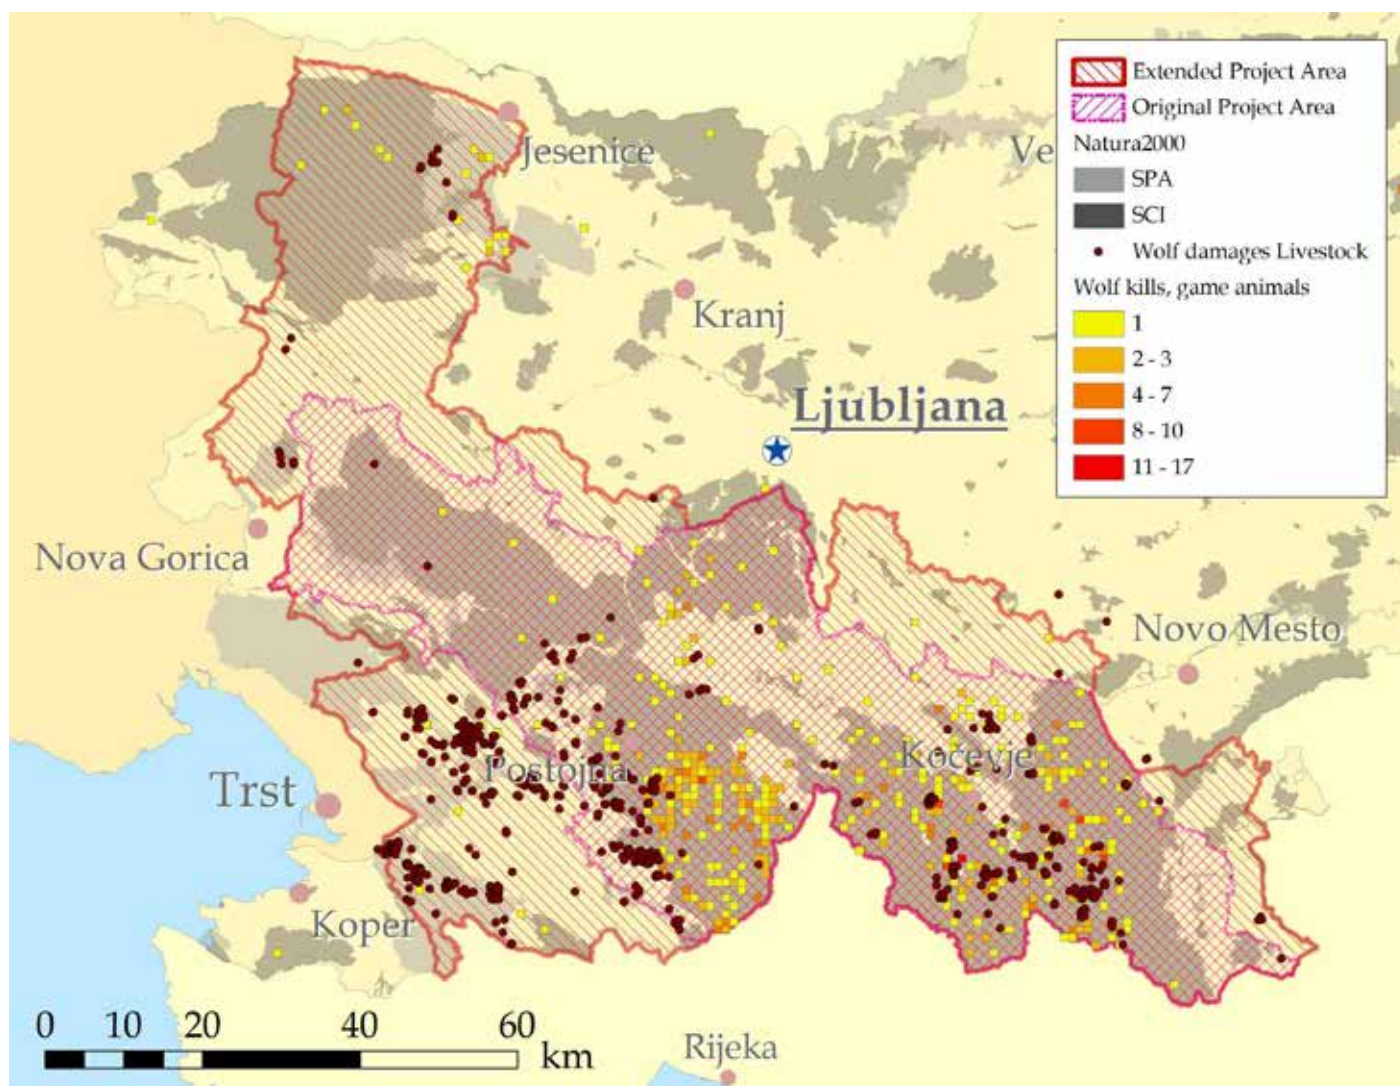 Extended Project Area
Original Project Area
Natura2000
SPA
SCI
Wolf damages Livestock
Wolf kills, game animals
1
2 - 3
4 - 7
8 - 10
11 - 17
Jesenice
Ve
Kranj
Ljubljana
Nova Gorica
Novo Mesto
Kočevje
Postojna
Trst
Koper
Rijeka
0 10 20 40 60
km